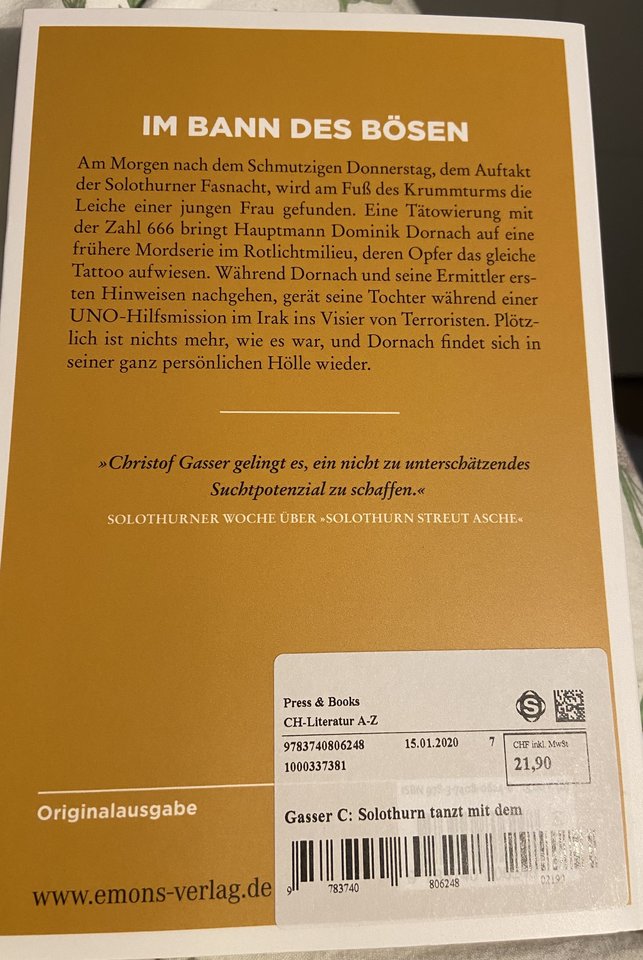 IM BANN DES BÖSEN
Am Morgen nach dem Schmutzigen Donnerstag, dem Auftakt
der Solothurner Fasnacht, wird am Fuß des Krummturms die
Leiche einer jungen Frau gefunden. Eine Tätowierung mit
der Zahl 666 bringt Hauptmann Dominik Dornach auf eine
frühere Mordserie im Rotlichtmilieu, deren Opfer das gleiche
Tattoo aufwiesen. Während Dornach und seine Ermittler ers-
ten Hinweisen nachgehen, gerät seine Tochter während einer
UNO-Hilfsmission im Irak ins Visier von Terroristen. Plötz-
lich ist nichts mehr, wie es war, und Dornach findet sich in
seiner ganz persönlichen Hölle wieder.
»Christof Gasser gelingt es, ein nicht zu unterschätzendes
Suchtpotenzial zu schaffen.«
SOLOTHURNER WOCHE ÜBER »SOLOTHURN STREUT ASCHE«
Press & Books
CH-Literatur A-Z
S
9783740806248 15.01.2020 7
1000337381
CHF inkl. MwSt
21,90
Gasser C: Solothurn tanzt mit dem
9 783740 806248 02190
Originalausgabe
www.emons-verlag.de